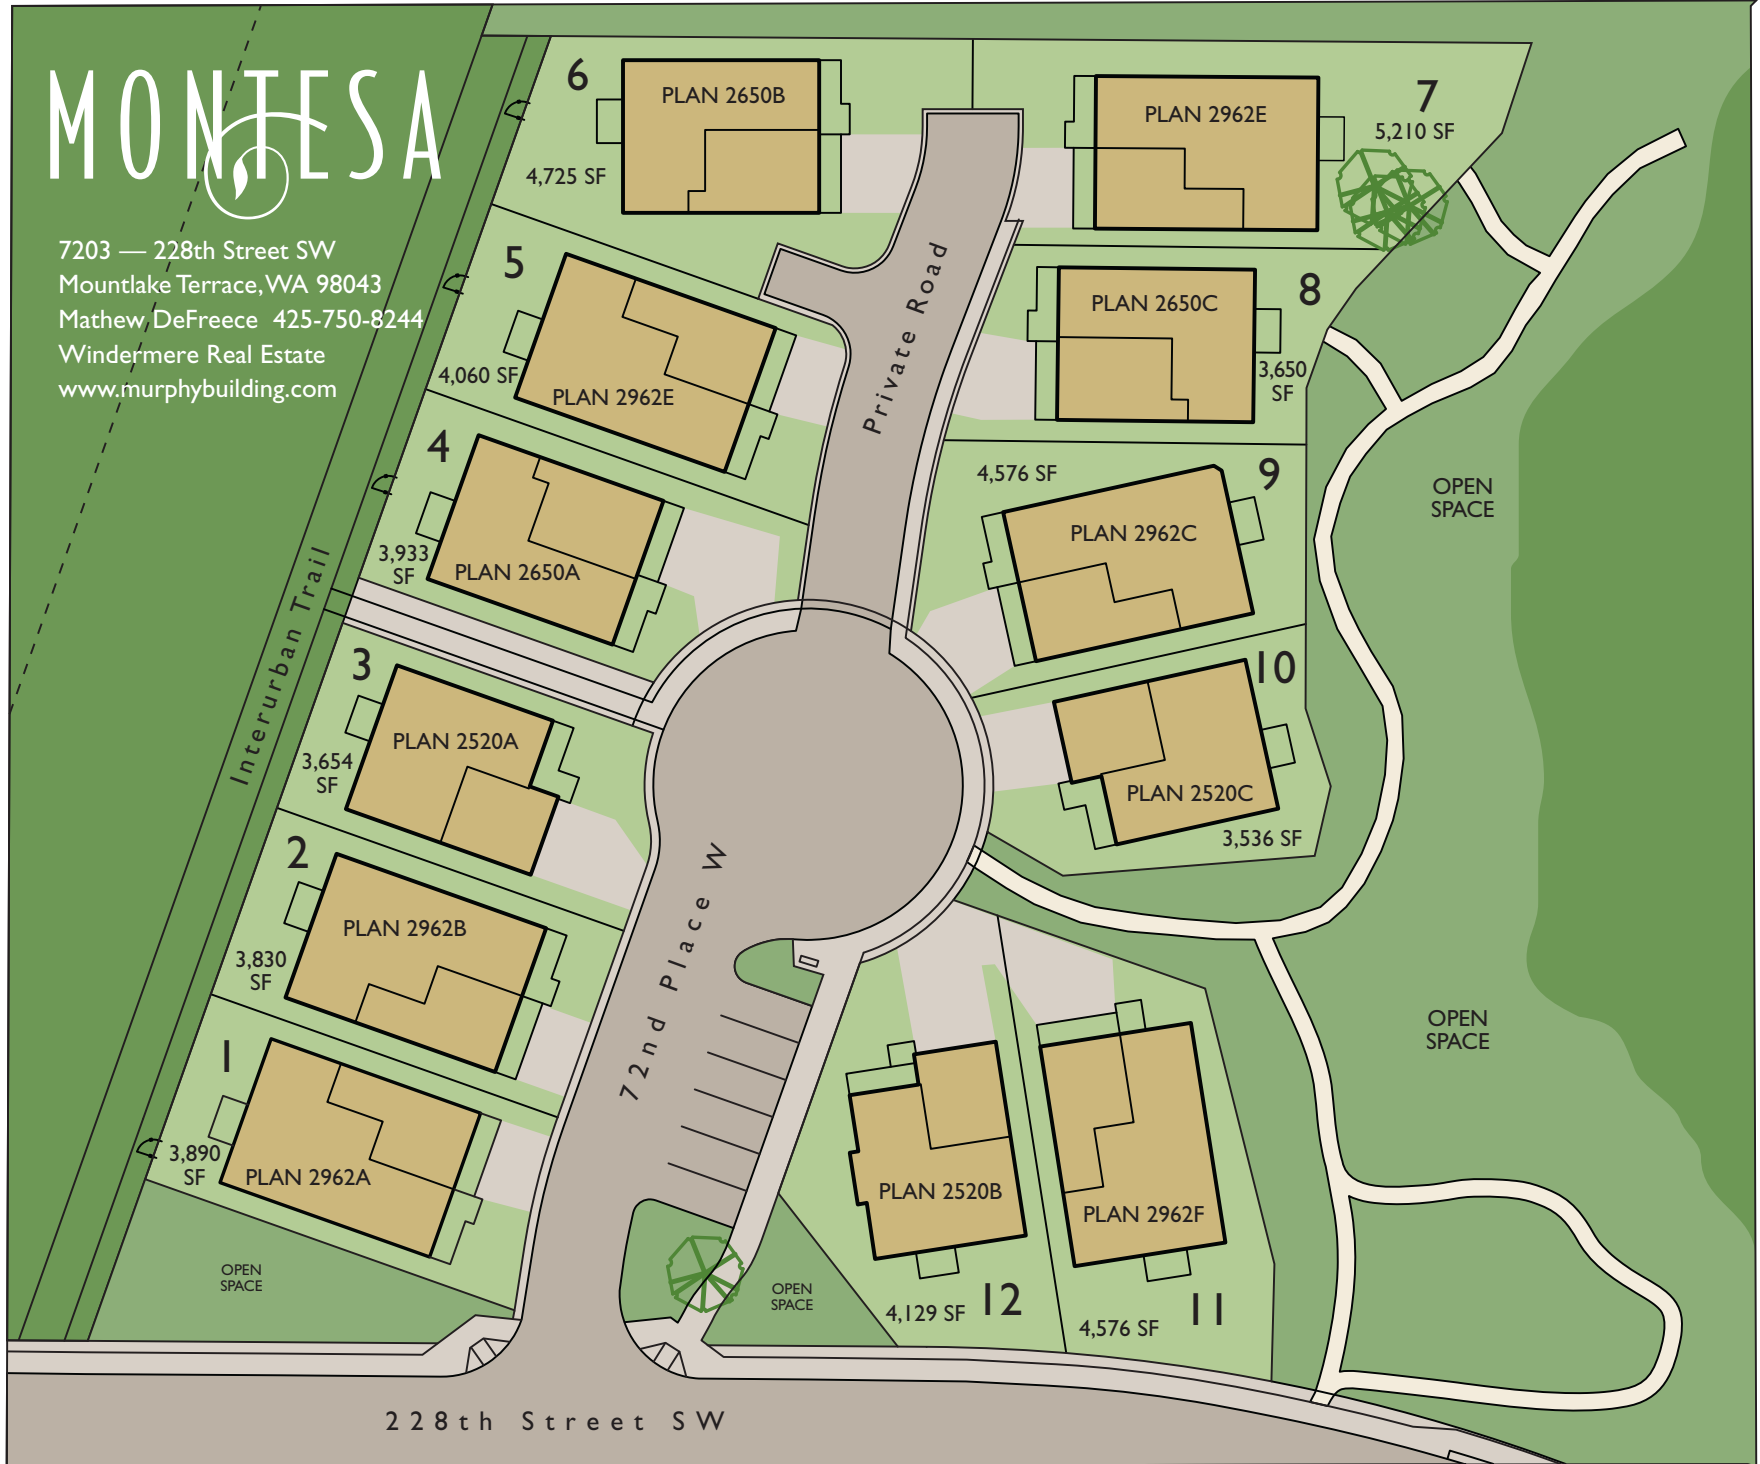 MONTESA
7203 — 228th Street SW
Mountlake Terrace, WA 98043
Mathew DeFreece 425-750-8244
Windermere Real Estate
www.murphybuilding.com
6
PLAN 2650B
4,725 SF
PLAN 2962E
7
5,210 SF
5
4,060 SF
PLAN 2962E
Private Road
PLAN 2650C
8
3,650
SF
4
3,933
SF
PLAN 2650A
4,576 SF
9
PLAN 2962C
OPEN
SPACE
Interurban Trail
3
PLAN 2520A
3,654
SF
10
PLAN 2520C
3,536 SF
2
PLAN 2962B
3,830
SF
72nd Place W
OPEN
SPACE
1
3,890
SF
PLAN 2962A
PLAN 2520B
4,129 SF
12
PLAN 2962F
4,576 SF
11
OPEN
SPACE
OPEN
SPACE
228th Street SW